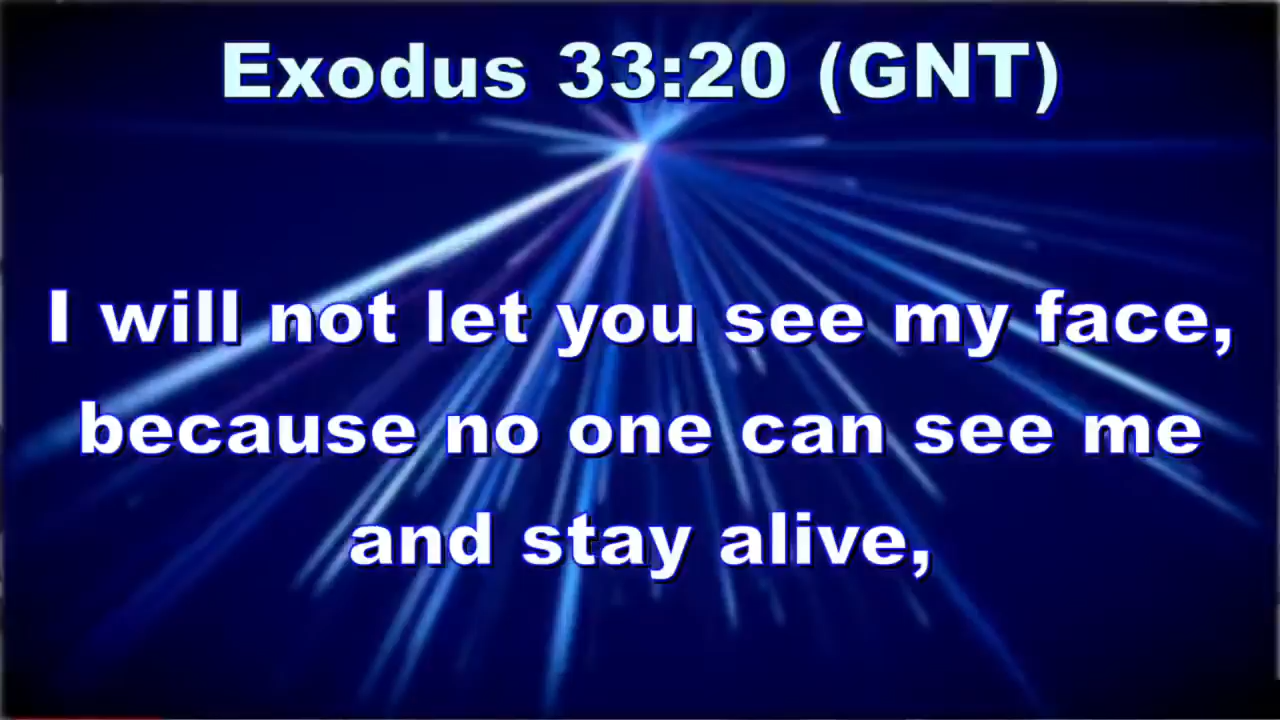 Exodus 33:20 (GNT)
I will not let you see my face,
because no one can see me
and stay alive,